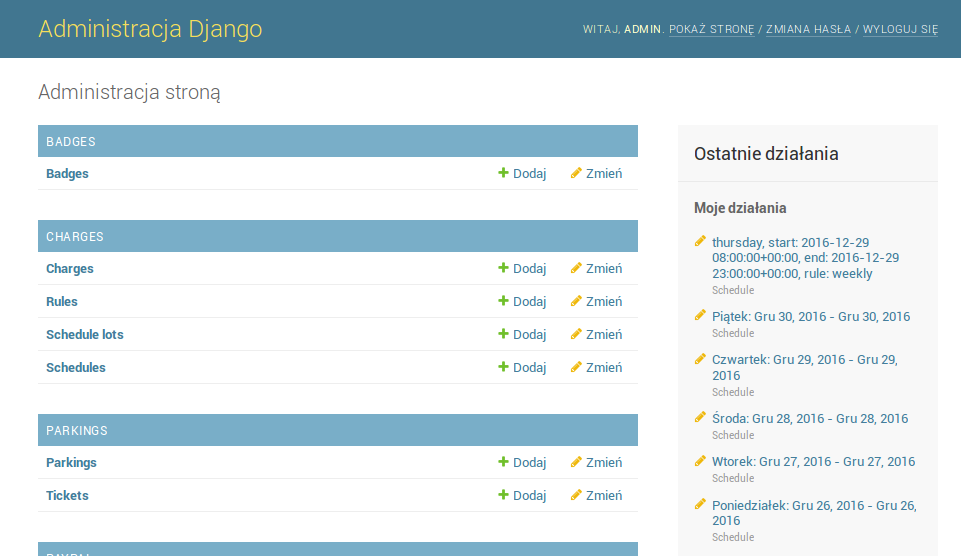 Administracja Django
WITAJ, ADMIN. POKAŻ STRONĘ / ZMIANA HASŁA / WYLOGUJ SIĘ
Administracja stroną
BADGES
Badges Dodaj Zmień
CHARGES
Charges Dodaj Zmień
Rules Dodaj Zmień
Schedule lots Dodaj Zmień
Schedules Dodaj Zmień
PARKINGS
Parkings Dodaj Zmień
Tickets Dodaj Zmień
Ostatnie działania
Moje działania
thursday, start: 2016-12-29
08:00:00+00:00, end: 2016-12-29
23:00:00+00:00, rule: weekly
Schedule
Piątek: Gru 30, 2016 - Gru 30, 2016
Schedule
Czwartek: Gru 29, 2016 - Gru 29,
2016
Schedule
Środa: Gru 28, 2016 - Gru 28, 2016
Schedule
Wtorek: Gru 27, 2016 - Gru 27, 2016
Schedule
Poniedziałek: Gru 26, 2016 - Gru 26,
2016
Schedule